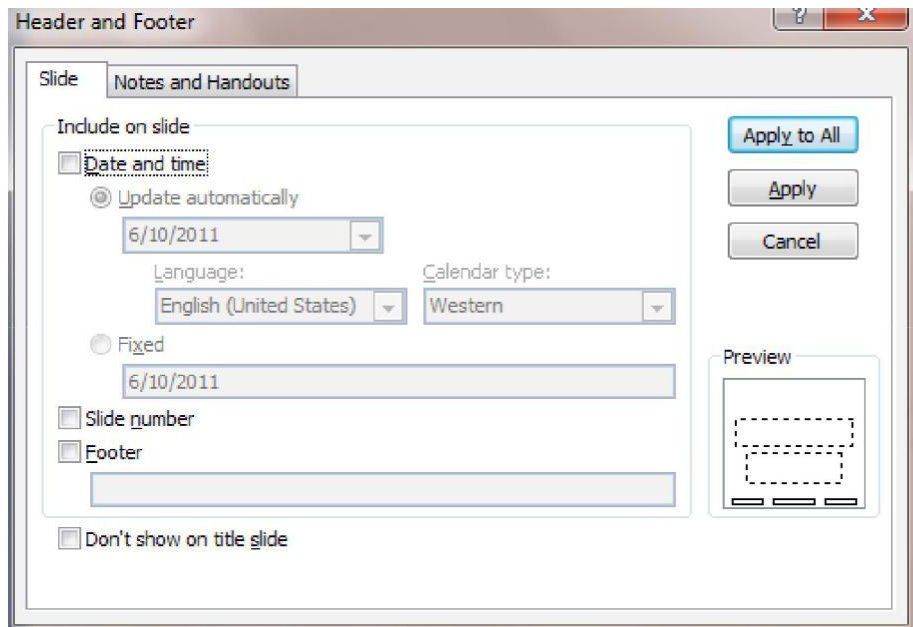 Header and Footer
Slide
Notes and Handouts
Include on slide
Date and time
Update automatically
6/10/2011
Language:
Calendar type:
English (United States)
Western
Fixed
6/10/2011
Slide number
Footer
Don't show on title slide
Apply to All
Apply
Cancel
Preview